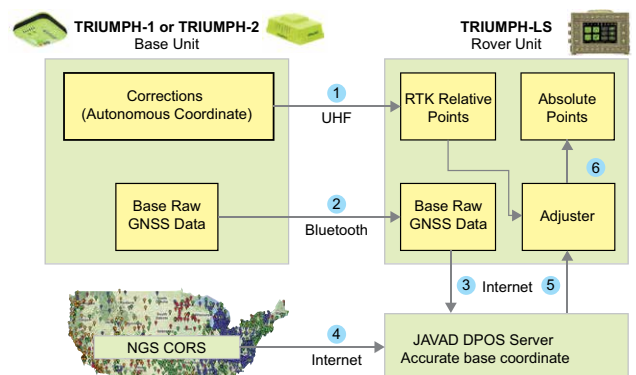 TRIUMPH-1 or TRIUMPH-2
Base Unit
TRIUMPH-LS
Rover Unit
Corrections
(Autonomous Coordinate)
1
UHF
RTK Relative
Points
Absolute
Points
6
Base Raw
GNSS Data
2
Bluetooth
Base Raw
GNSS Data
Adjuster
3 Internet 5
NGS CORS
4
Internet
JAVAD DPOS Server
Accurate base coordinate